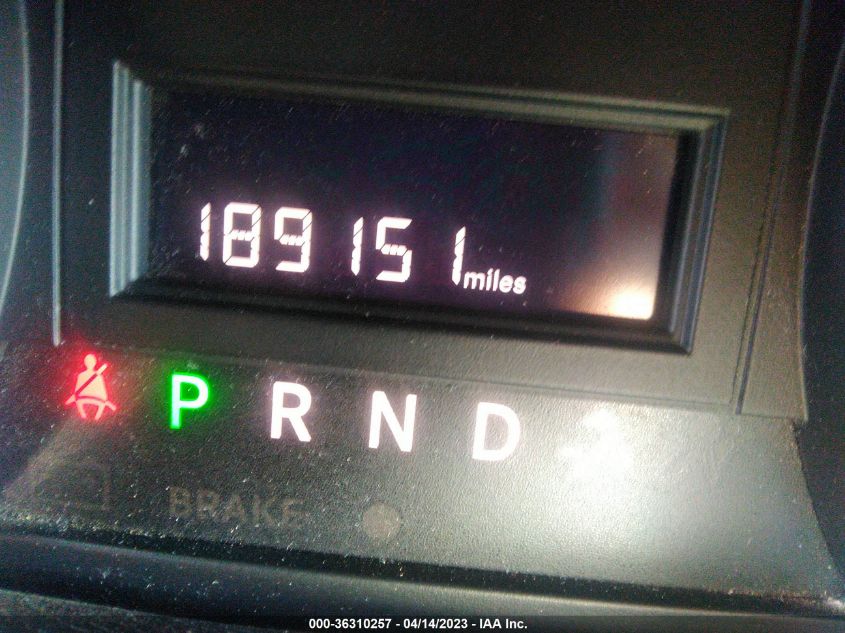 189151 miles
P R N D
BRAKE
000-36310257 - 04/14/2023 - IAA Inc.